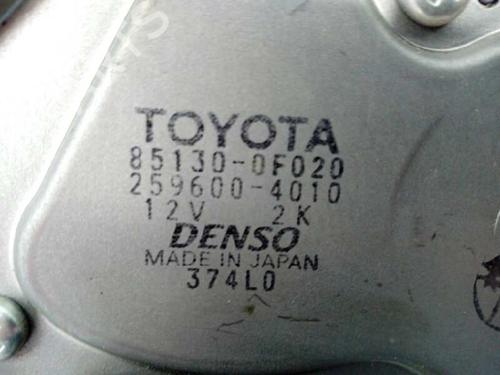 TOYOTA
85130-0F020
259600-4010
12V 2K
DENSO
MADE IN JAPAN
374L0